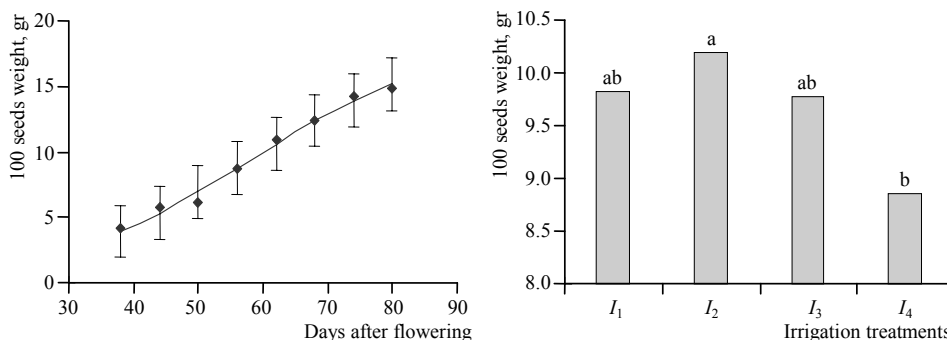 100 seeds weight, gr
20
15
10
5
0
30 40 50 60 70 80 90
Days after flowering
100 seeds weight, gr
10.5
10.0
9.5
9.0
8.5
8.0
ab
a
ab
b
I₁ I₂ I₃ I₄
Irrigation treatments